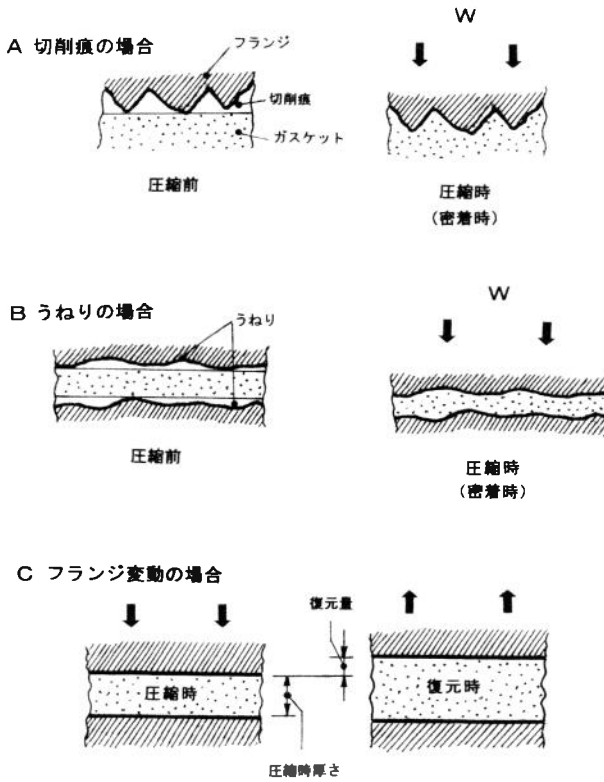 W
A 切削痕の場合
フランジ
切削痕
ガスケット
圧縮前
圧縮時
(密着時)
W
B うねりの場合
うねり
圧縮前
圧縮時
(密着時)
C フランジ変動の場合
復元量
圧縮時
復元時
圧縮時厚さ